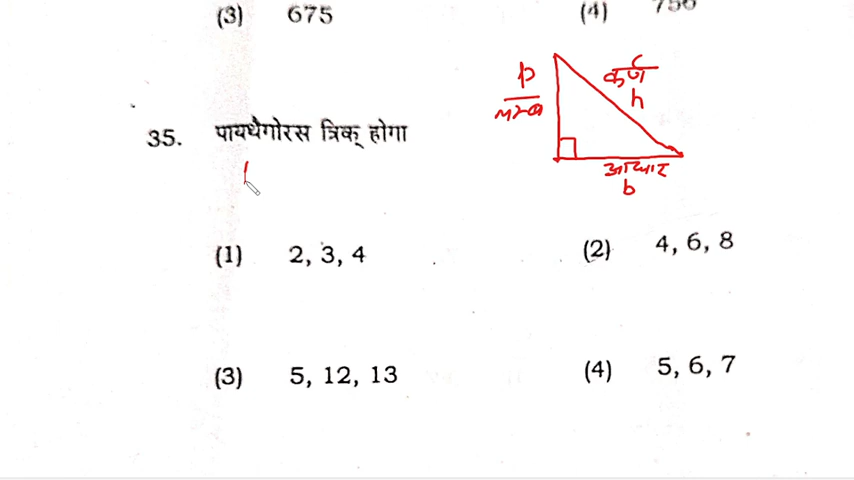 (3) 675 (4) 756
p
लम्ब
कर्ण
h
35. पायथैगोरस त्रिक् होगा
आधार
b
(1) 2, 3, 4 (2) 4, 6, 8
(3) 5, 12, 13 (4) 5, 6, 7